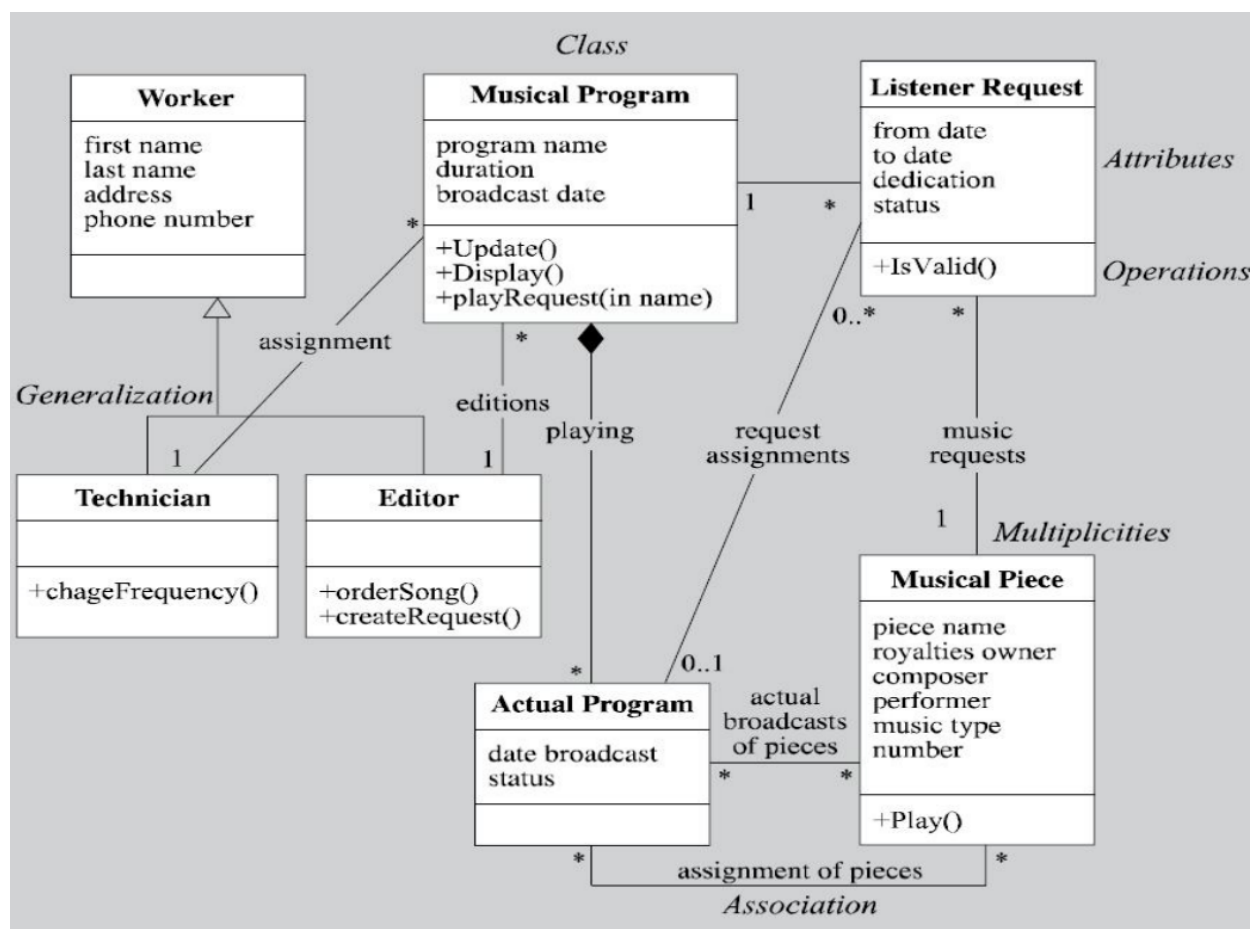 Class
Worker
first name
last name
address
phone number
Musical Program
program name
duration
broadcast date
+Update()
+Display()
+playRequest(in name)
Listener Request
from date
to date
dedication
status
+IsValid()
Attributes
Operations
1
*
*
assignment
1
Generalization
*
editions
1
playing
*
0..*
request
assignments
0..1
*
music
requests
1
Multiplicities
Technician
+chageFrequency()
Editor
+orderSong()
+createRequest()
Actual Program
date broadcast
status
actual
broadcasts
of pieces
*
*
Musical Piece
piece name
royalties owner
composer
performer
music type
number
+Play()
*
assignment of pieces
*
Association